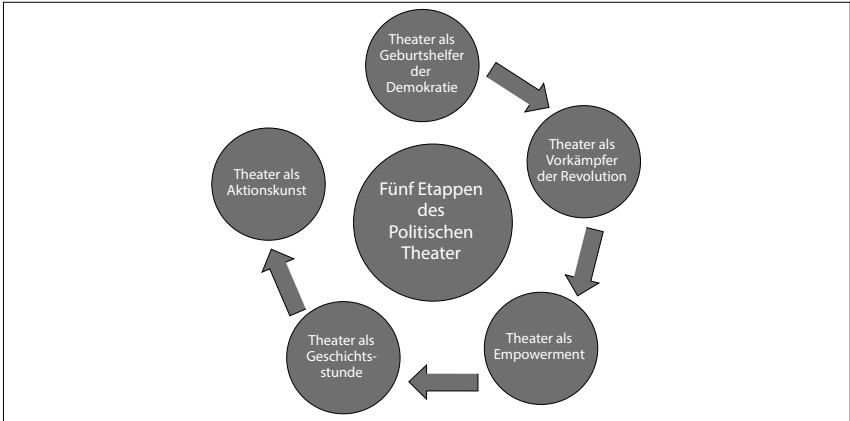 Theater als
Geburtshelfer
der
Demokratie
Theater als
Vorkämpfer
der Revolution
Theater als
Aktionskunst
Fünf Etappen
des
Politischen
Theater
Theater als
Empowerment
Theater als
Geschichts-
stunde